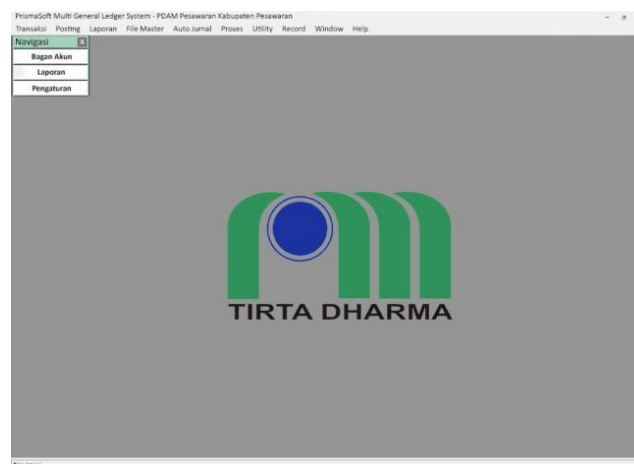 PrismaSoft Multi General Ledger System - PDAM Pesawaran Kabupaten Pesawaran
Transaksi Posting Laporan File Master Auto Jurnal Proses Utility Record Window Help
Navigasi
Bagan Akun
Laporan
Pengaturan
TIRTA DHARMA
Navigasi